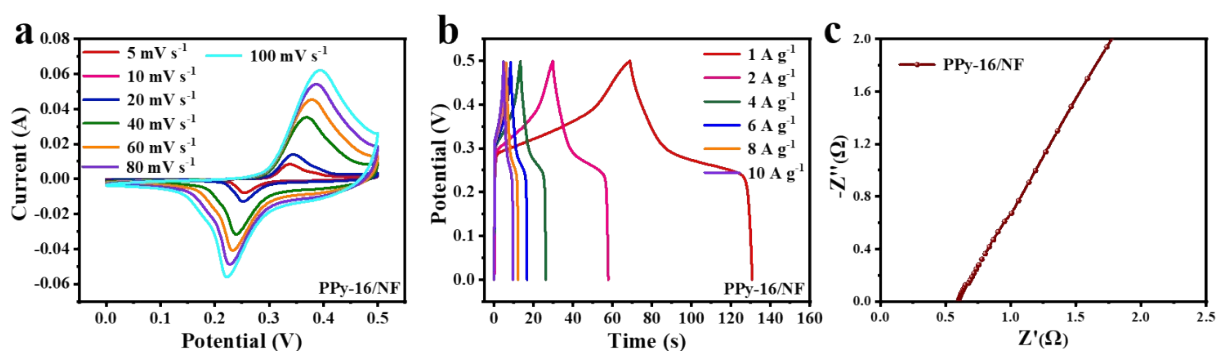 a
5 mV s⁻¹
10 mV s⁻¹
20 mV s⁻¹
40 mV s⁻¹
60 mV s⁻¹
80 mV s⁻¹
100 mV s⁻¹
PPy-16/NF
Current (A)
0.08
0.06
0.04
0.02
0.00
-0.02
-0.04
-0.06
0.0 0.1 0.2 0.3 0.4 0.5
Potential (V)
b
1 A g⁻¹
2 A g⁻¹
4 A g⁻¹
6 A g⁻¹
8 A g⁻¹
10 A g⁻¹
PPy-16/NF
Potential (V)
0.5
0.4
0.3
0.2
0.1
0.0
0 20 40 60 80 100 120 140 160
Time (s)
c
PPy-16/NF
-Z''(Ω)
2.0
1.6
1.2
0.8
0.4
0.0
0.0 0.5 1.0 1.5 2.0 2.5
Z'(Ω)